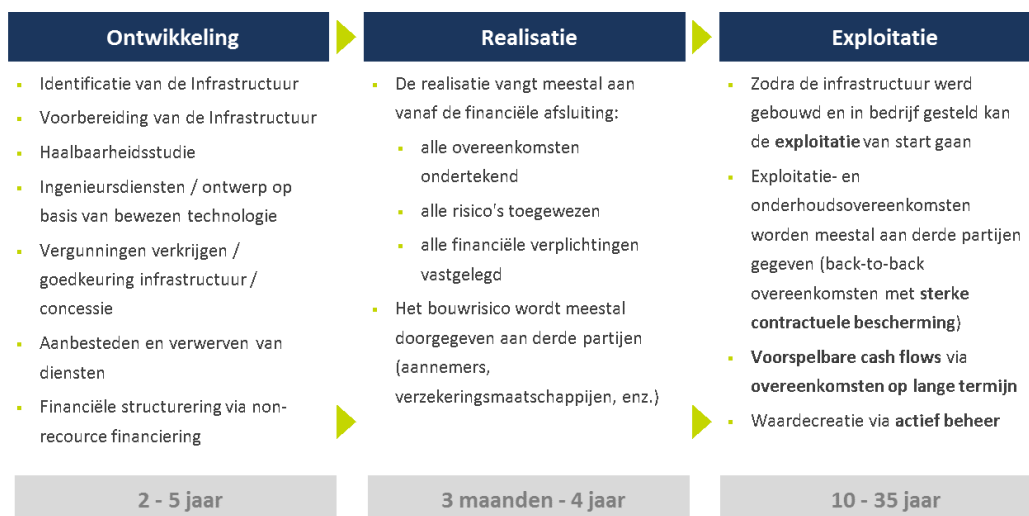 Ontwikkeling
Identificatie van de Infrastructuur
Voorbereiding van de Infrastructuur
Haalbaarheidsstudie
Ingenieursdiensten / ontwerp op
basis van bewezen technologie
Vergunningen verkrijgen /
goedkeuring infrastructuur /
concessie
Aanbesteden en verwerven van
diensten
Financiële structurering via non-
recource financiering
2 - 5 jaar
Realisatie
De realisatie vangt meestal aan
vanaf de financiële afsluiting:
alle overeenkomsten
ondertekend
alle risico's toegewezen
alle financiële verplichtingen
vastgelegd
Het bouwrisico wordt meestal
doorgegeven aan derde partijen
(aannemers,
verzekeringsmaatschappijen, enz.)
3 maanden - 4 jaar
Exploitatie
Zodra de infrastructuur werd
gebouwd en in bedrijf gesteld kan
de exploitatie van start gaan
Exploitatie- en
onderhoudsovereenkomsten
worden meestal aan derde partijen
gegeven (back-to-back
overeenkomsten met sterke
contractuele bescherming)
Voorspelbare cash flows via
overeenkomsten op lange termijn
Waardecreatie via actief beheer
10 - 35 jaar